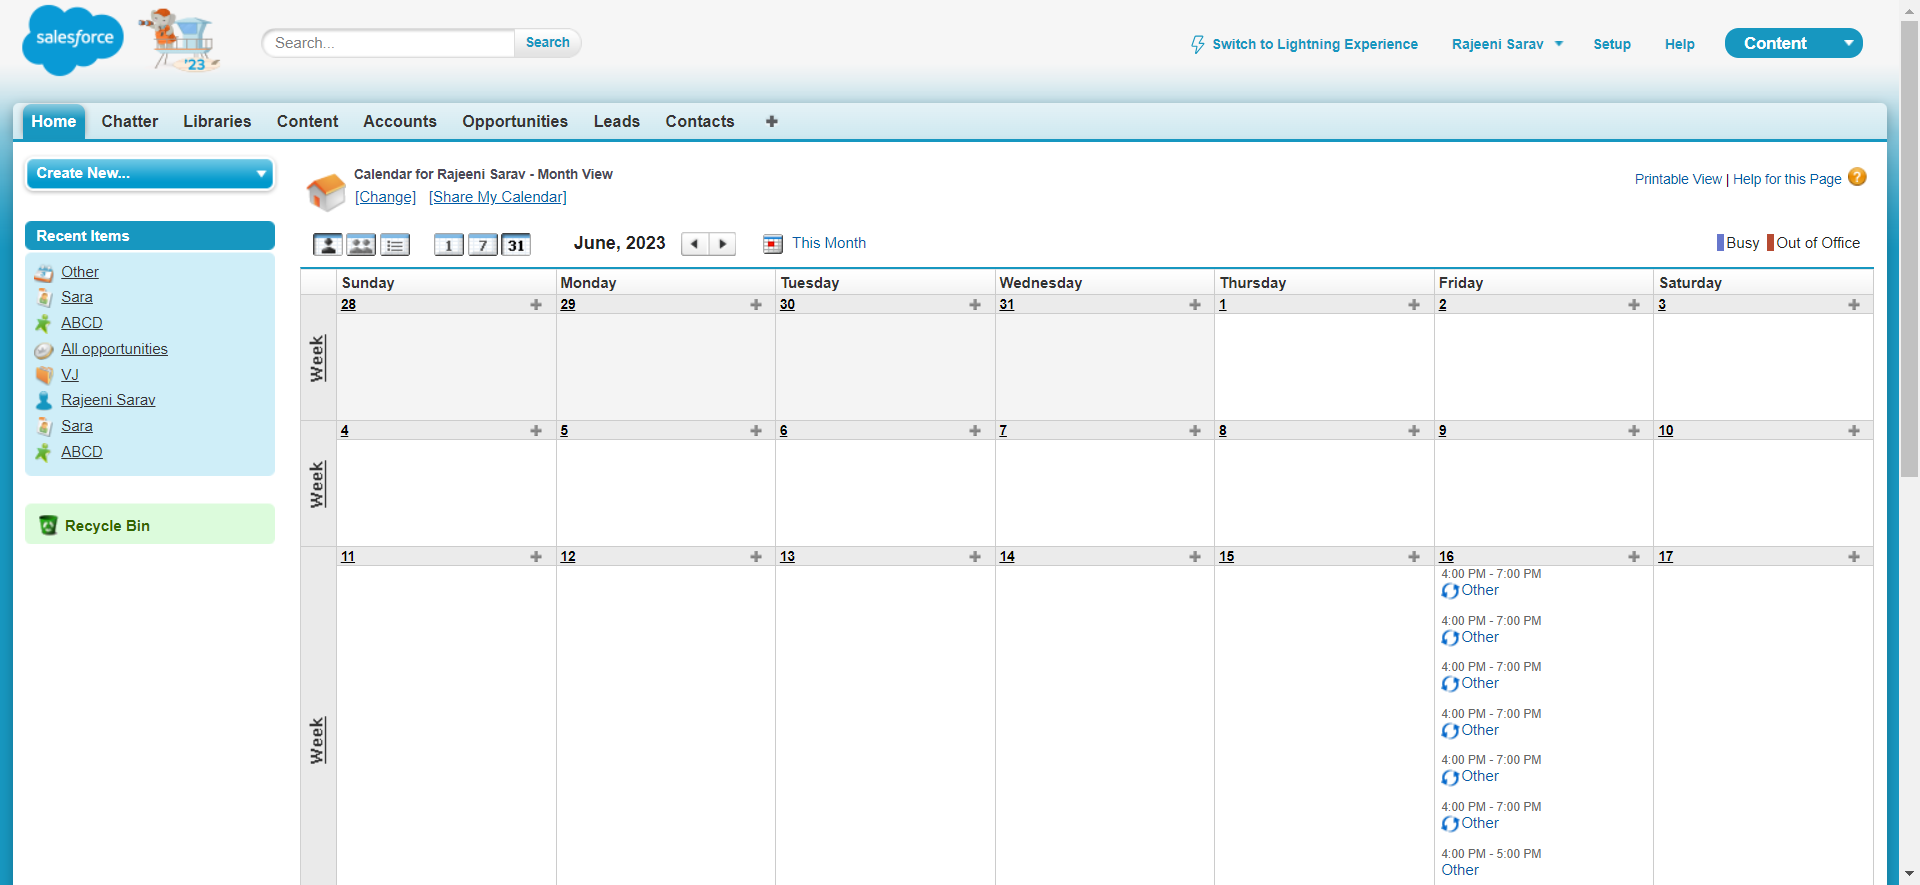 salesforce
'23
Search...
Search
Switch to Lightning Experience
Rajeeni Sarav
Setup
Help
Content
Home
Chatter
Libraries
Content
Accounts
Opportunities
Leads
Contacts
Create New...
Recent Items
Other
Sara
ABCD
All opportunities
VJ
Rajeeni Sarav
Sara
ABCD
Recycle Bin
Calendar for Rajeeni Sarav - Month View
[Change] [Share My Calendar]
Printable View | Help for this Page ?
1 7 31
June, 2023
This Month
Busy Out of Office
Sunday Monday Tuesday Wednesday Thursday Friday Saturday
Week
28 29 30 31 1 2 3
Week
4 5 6 7 8 9 10
Week
11 12 13 14 15 16 17
4:00 PM - 7:00 PM
Other
4:00 PM - 7:00 PM
Other
4:00 PM - 7:00 PM
Other
4:00 PM - 7:00 PM
Other
4:00 PM - 7:00 PM
Other
4:00 PM - 7:00 PM
Other
4:00 PM - 5:00 PM
Other